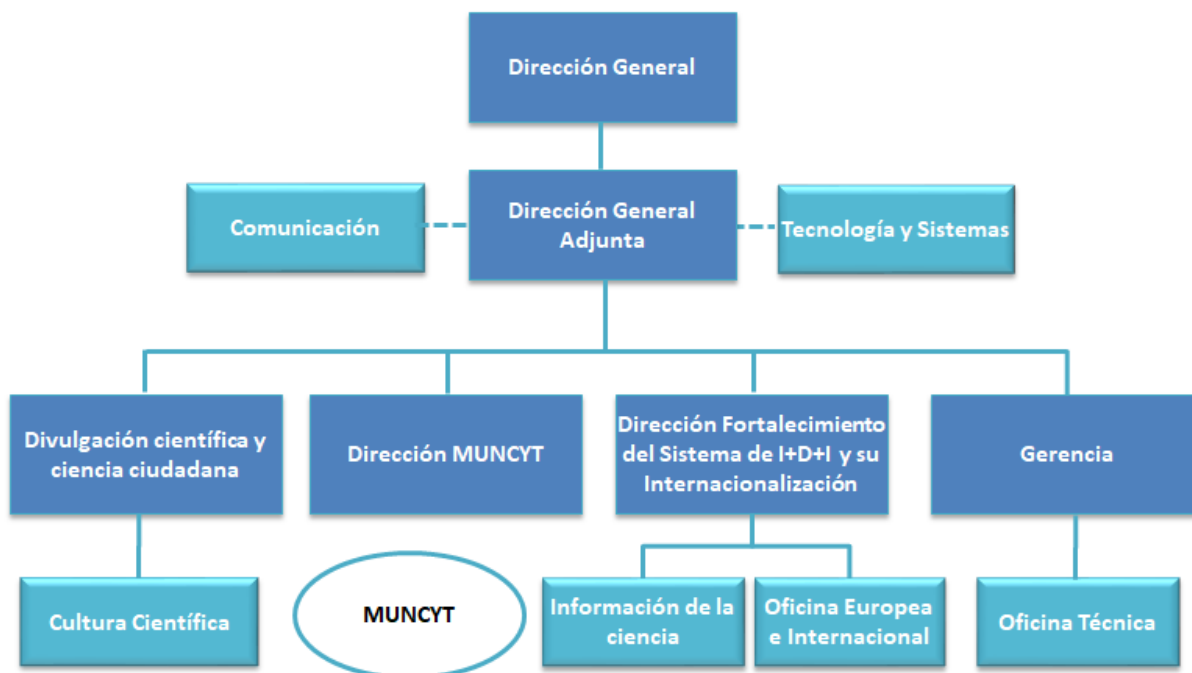 Dirección General
Comunicación
Dirección General
Adjunta
Tecnología y Sistemas
Divulgación científica y
ciencia ciudadana
Dirección MUNCYT
Dirección Fortalecimiento
del Sistema de I+D+I y su
Internacionalización
Gerencia
Cultura Científica
MUNCYT
Información de la
ciencia
Oficina Europea
e Internacional
Oficina Técnica